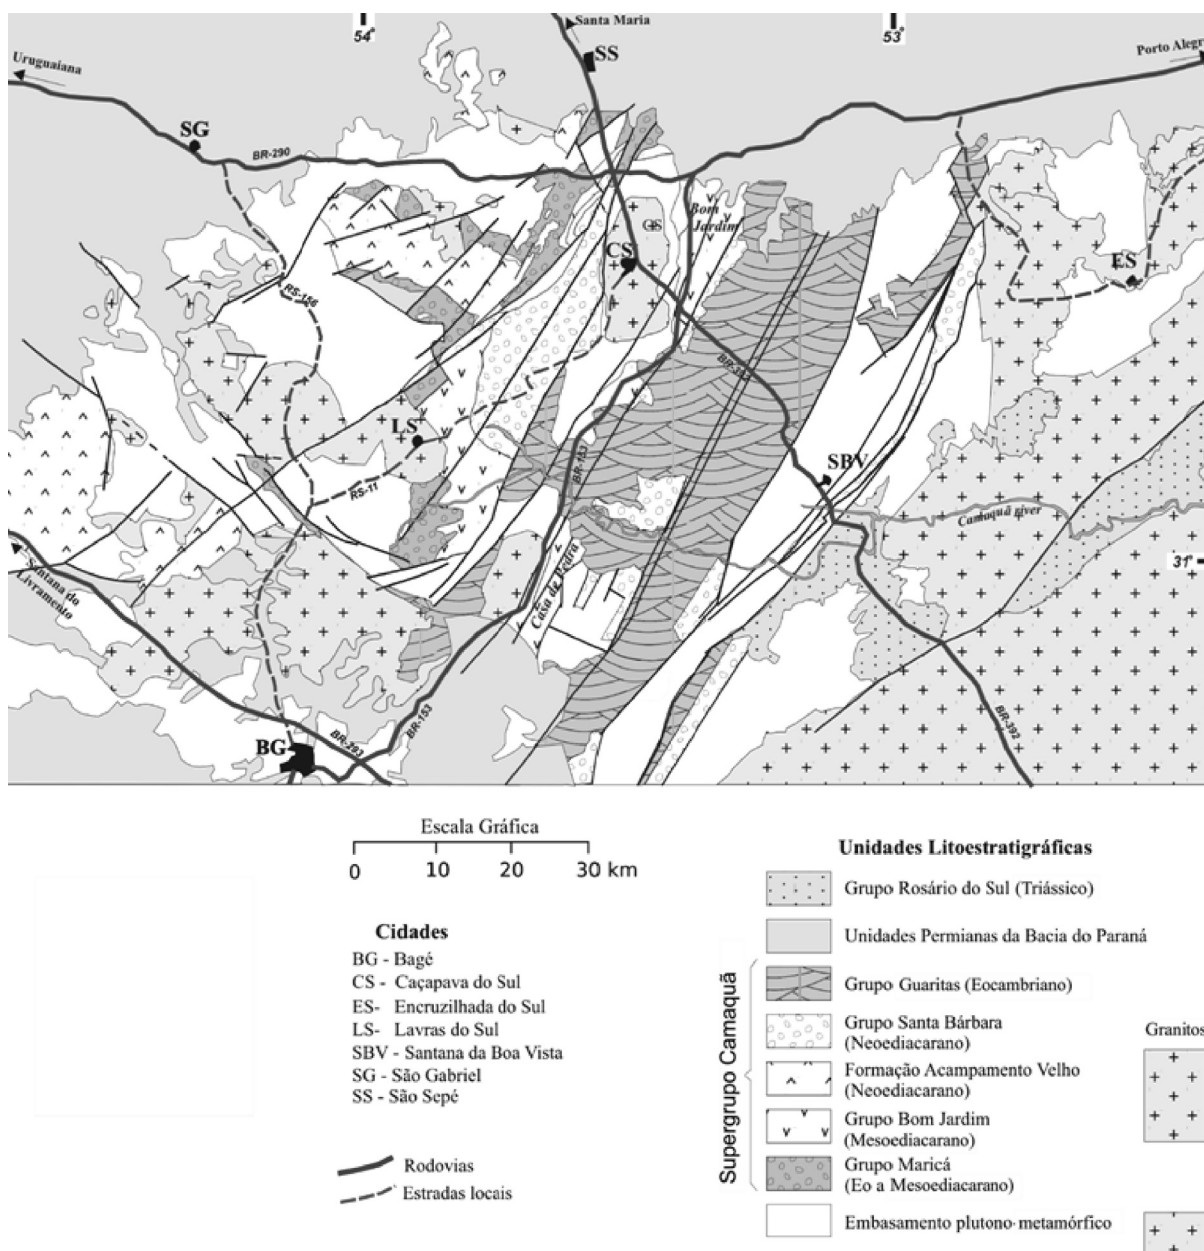 54°
53°
Santa Maria
SS
Porto Alegr
Uruguaiana
SG
BR-290
Bom
Jardim
GS
CS
ES
RS-156
BR-392
LS
SBV
BR-153
RS-11
Camaquã river
31°
Casa de Pedra
Santana do
Livramento
BR-153
BR-392
BG
BR-293
Escala Gráfica
0 10 20 30 km
Cidades
BG - Bagé
CS - Caçapava do Sul
ES- Encruzilhada do Sul
LS- Lavras do Sul
SBV - Santana da Boa Vista
SG - São Gabriel
SS - São Sepé
Rodovias
Estradas locais
Unidades Litoestratigráficas
Grupo Rosário do Sul (Triássico)
Unidades Permianas da Bacia do Paraná
Supergrupo Camaquã
Grupo Guaritas (Eocambriano)
Grupo Santa Bárbara
(Neoediacarano)
Formação Acampamento Velho
(Neoediacarano)
Grupo Bom Jardim
(Mesoediacarano)
Grupo Maricá
(Eo a Mesoediacarano)
Embasamento plutono-metamórfico
Granitos